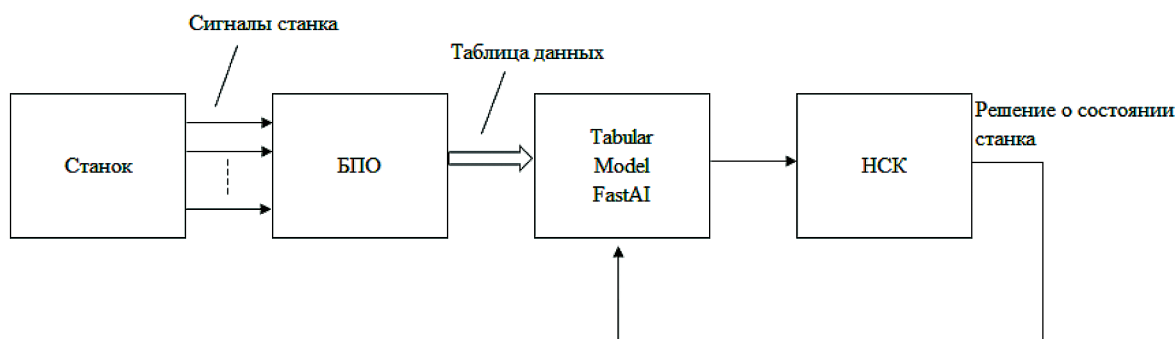 Сигналы станка
Таблица данных
Станок
БПО
Tabular
Model
FastAI
НСК
Решение о состоянии
станка